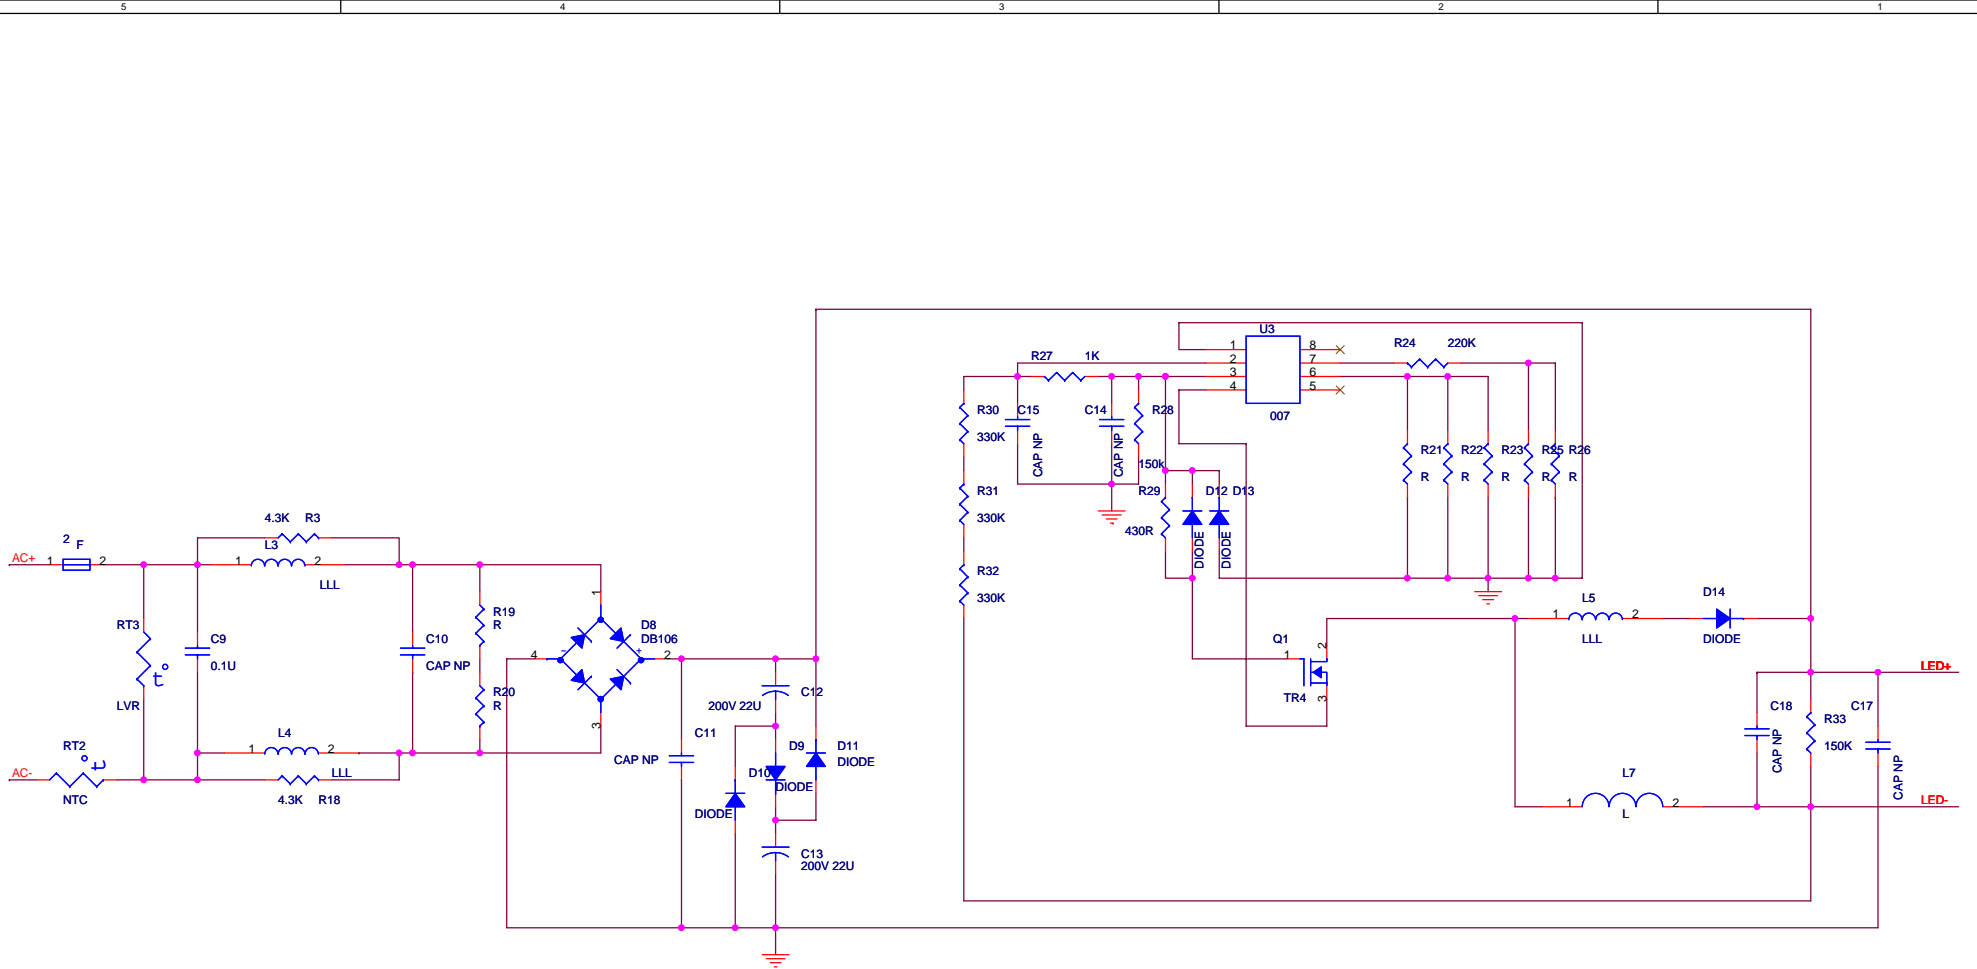 5 4 3 2 1
U3
R27 1K
R24 220K
1 8
2 7
3 6
4 5
007
R30 C15 C14 R28
330K
CAP NP
CAP NP
150k
R21 R22 R23 R25 R26
R R R R R
R31
330K
R29 D12 D13
430R
DIODE
DIODE
4.3K R3
2 F
L3
AC+ 1 2 1 2
LLL
R32
330K
1
L5
D14
1 2
LLL DIODE
RT3
R19
R
D8
DB106
C9
0.1U
C10
CAP NP
4 - + 2
Q1
1 2
LED+
t
LVR
R20
R
C12
200V 22U
TR4 3
C18 C17
3
R33
150K
L4
C11
RT2
1 2
D9 D11
CAP NP DIODE
t
AC-
LLL
D10
DIODE
CAP NP
CAP NP
NTC 4.3K R18
DIODE
L7
1 2
L
LED-
C13
200V 22U